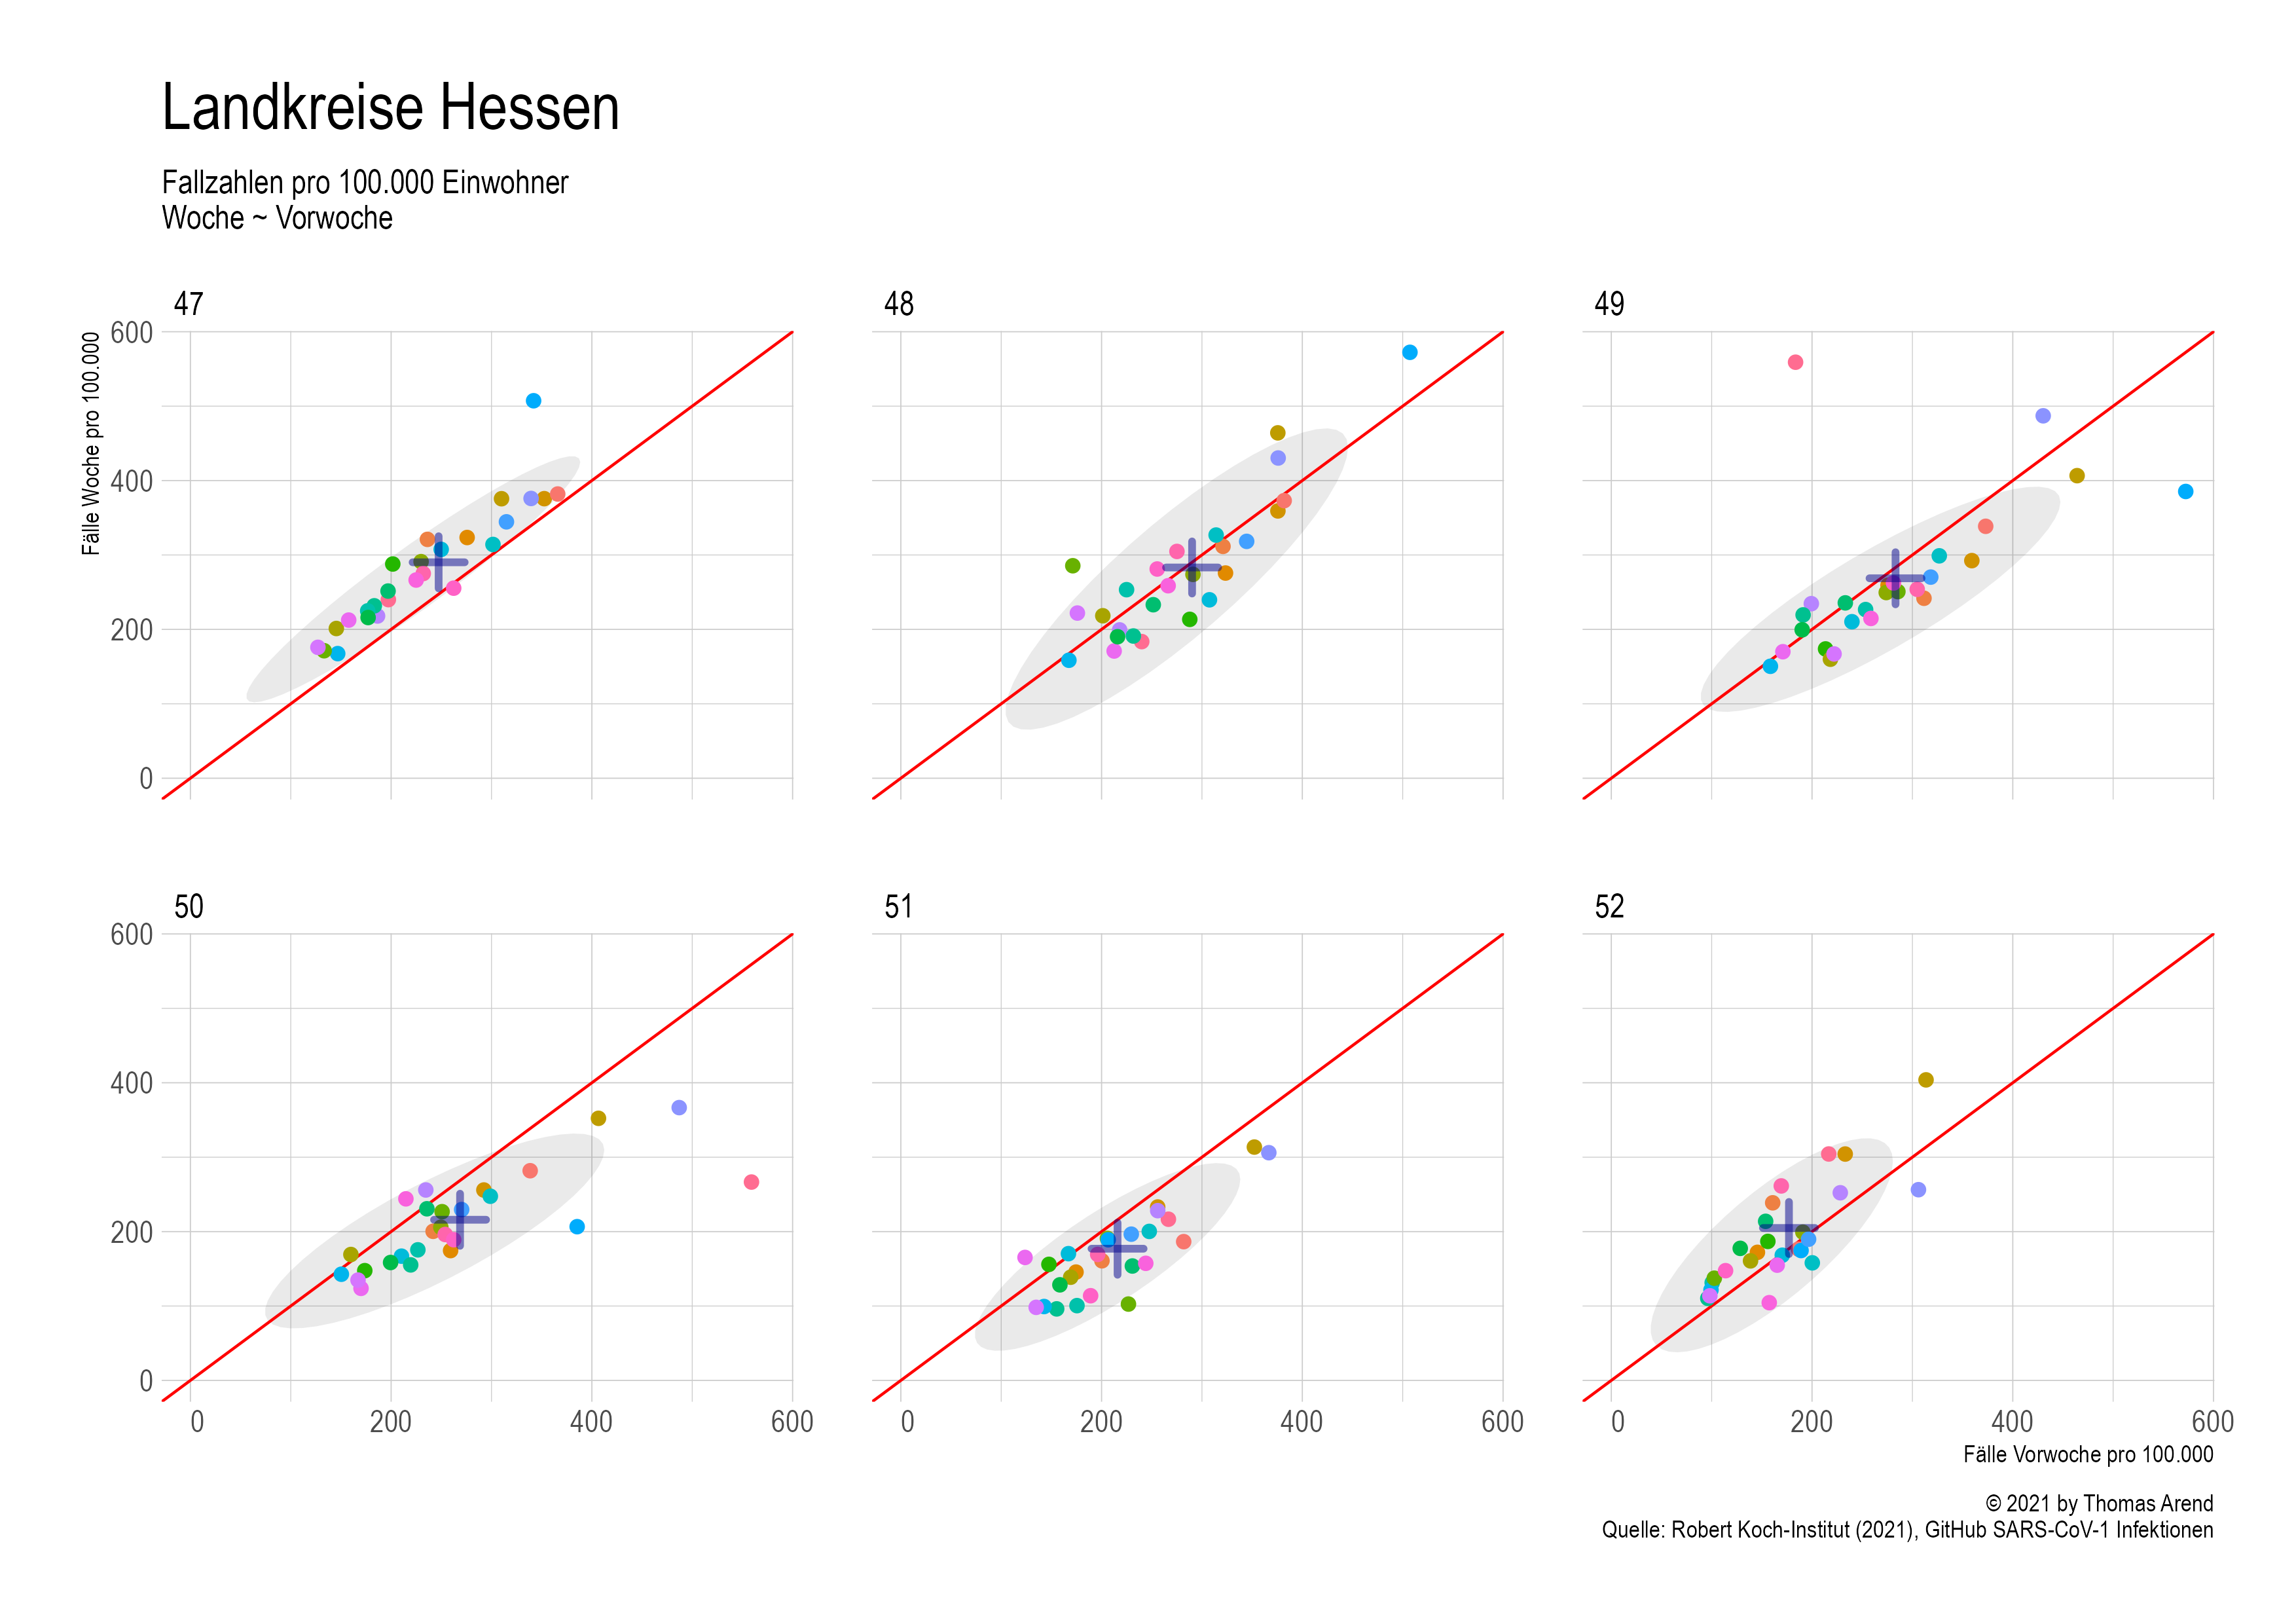 Landkreise Hessen
Fallzahlen pro 100.000 Einwohner
Woche ~ Vorwoche
47
48
49
Fälle Woche pro 100.000
600
400
200
0
50
51
52
600
400
200
0
0 200 400 600
0 200 400 600
0 200 400 600
Fälle Vorwoche pro 100.000
© 2021 by Thomas Arend
Quelle: Robert Koch-Institut (2021), GitHub SARS-CoV-1 Infektionen